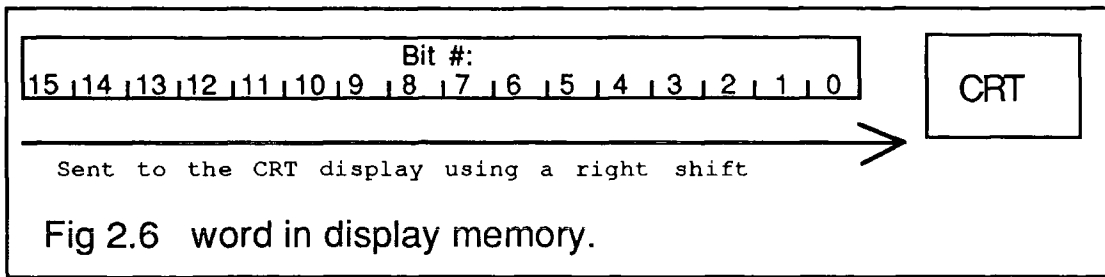 Bit #:
15 14 13 12 11 10 9 8 7 6 5 4 3 2 1 0
CRT
Sent to the CRT display using a right shift
Fig 2.6 word in display memory.